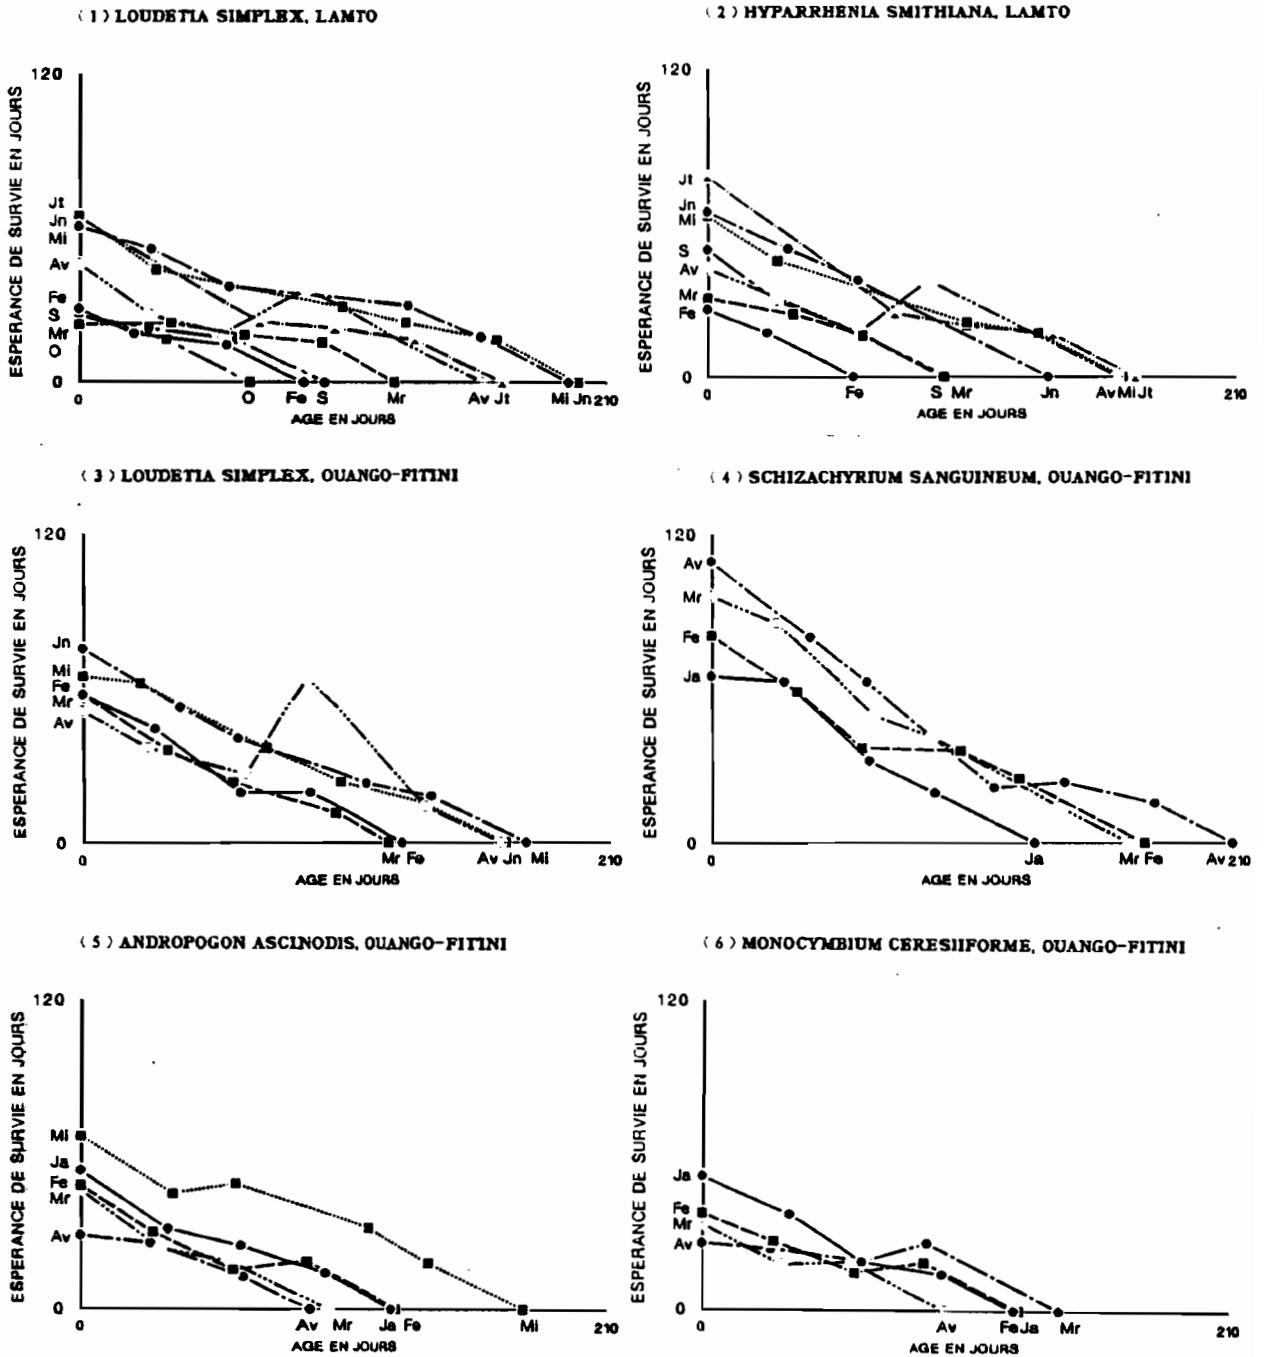 (1) LOUDETIA SIMPLEX, LAMTO
120
ESPERANCE DE SURVIE EN JOURS
Jt
Jn
Mi
Av
Fe
S
Mr
O
0
0 O Fe S Mr Av Jt Mi Jn 210
AGE EN JOURS
(2) HYPARRHENIA SMITHIANA, LAMTO
120
ESPERANCE DE SURVIE EN JOURS
Jt
Jn
Mi
S
Av
Mr
Fe
0
0 Fe S Mr Jn Av Mi Jt 210
AGE EN JOURS
(3) LOUDETIA SIMPLEX, OUANGO-FITINI
120
ESPERANCE DE SURVIE EN JOURS
Jn
Mi
Fe
Mr
Av
0
0 Mr Fe Av Jn Mi 210
AGE EN JOURS
(4) SCHIZACHYRIUM SANGUINEUM, OUANGO-FITINI
120
ESPERANCE DE SURVIE EN JOURS
Av
Mr
Fe
Ja
0
0 Ja Mr Fe Av 210
AGE EN JOURS
(5) ANDROPOGON ASCINODIS, OUANGO-FITINI
120
ESPERANCE DE SURVIE EN JOURS
Mi
Ja
Fe
Mr
Av
0
0 Av Mr Ja Fe Mi 210
AGE EN JOURS
(6) MONOCYMBIUM CERESIIFORME, OUANGO-FITINI
120
ESPERANCE DE SURVIE EN JOURS
Ja
Fe
Mr
Av
0
0 Av Fe Ja Mr 210
AGE EN JOURS